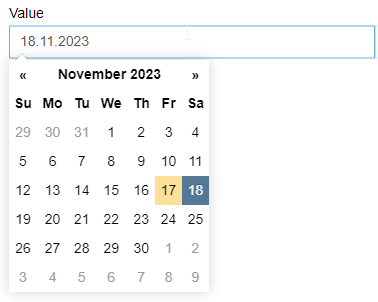 Value
18.11.2023
« November 2023 »
Su Mo Tu We Th Fr Sa
29 30 31 1 2 3 4
5 6 7 8 9 10 11
12 13 14 15 16 17 18
19 20 21 22 23 24 25
26 27 28 29 30 1 2
3 4 5 6 7 8 9